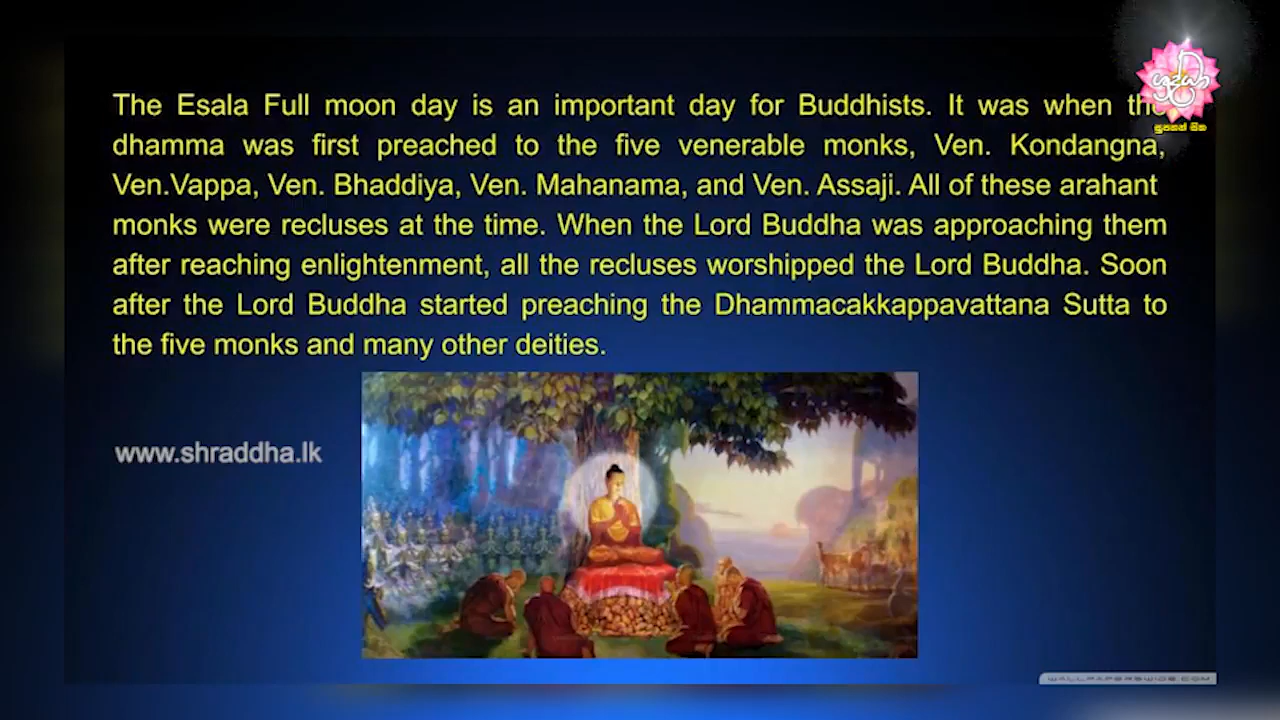 The Esala Full moon day is an important day for Buddhists. It was when the
dhamma was first preached to the five venerable monks, Ven. Kondangna,
Ven.Vappa, Ven. Bhaddiya, Ven. Mahanama, and Ven. Assaji. All of these arahant
monks were recluses at the time. When the Lord Buddha was approaching them
after reaching enlightenment, all the recluses worshipped the Lord Buddha. Soon
after the Lord Buddha started preaching the Dhammacakkappavattana Sutta to
the five monks and many other deities.
www.shraddha.lk
WALLPAPERSWIDE.COM